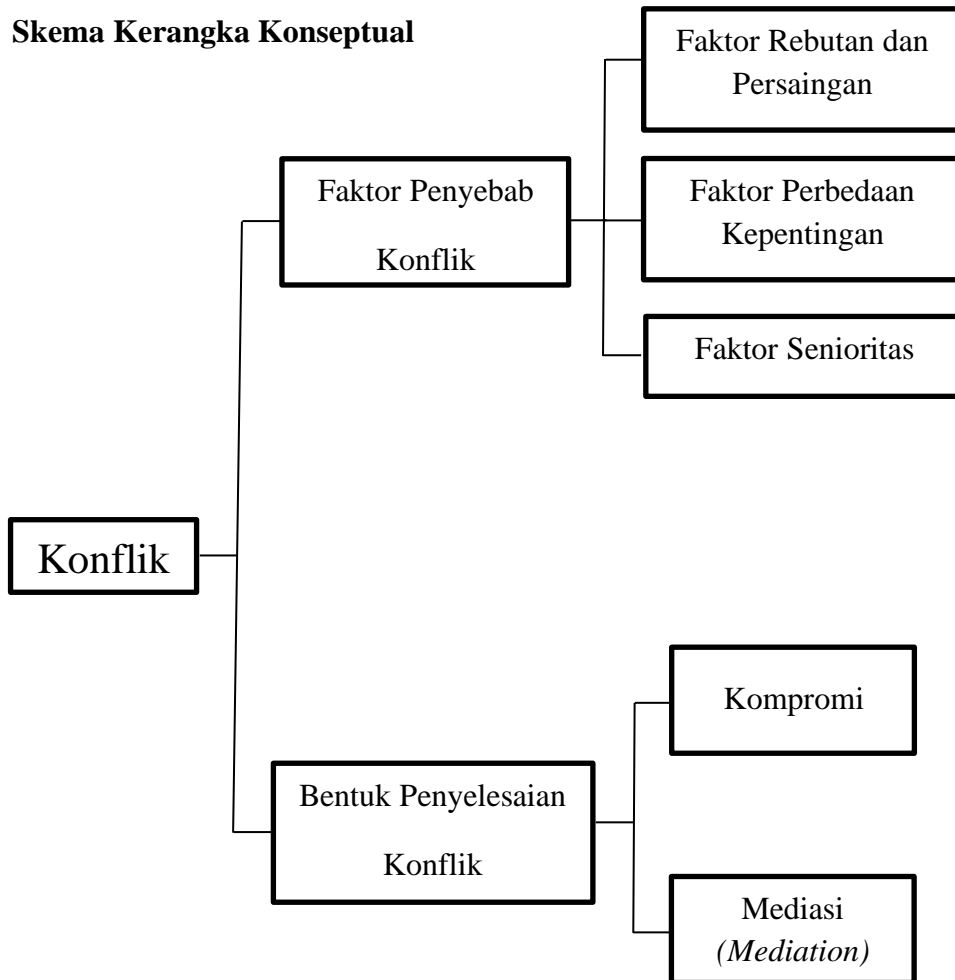 Skema Kerangka Konseptual
Faktor Rebutan dan
Persaingan
Faktor Penyebab
Konflik
Faktor Perbedaan
Kepentingan
Faktor Senioritas
Konflik
Kompromi
Bentuk Penyelesaian
Konflik
Mediasi
(Mediation)